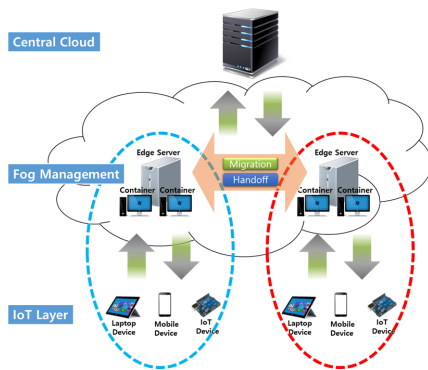 Central Cloud
Edge Server
Edge Server
Migration
Fog Management
Handoff
Container Container
Container Container
IoT Layer
Laptop
Device
Mobile
Device
IoT
Device
Laptop
Device
Mobile
Device
IoT
Device